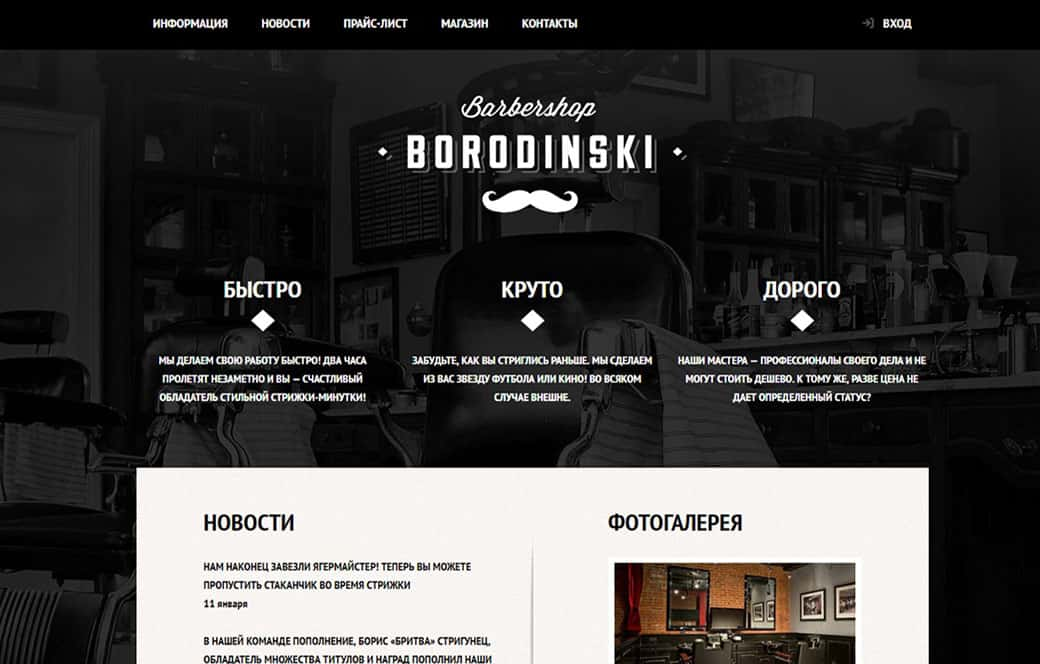 ИНФОРМАЦИЯ НОВОСТИ ПРАЙС-ЛИСТ МАГАЗИН КОНТАКТЫ ВХОД
Barbershop
BORODINSKI
БЫСТРО
МЫ ДЕЛАЕМ СВОЮ РАБОТУ БЫСТРО! ДВА ЧАСА
ПРОЛЕТЯТ НЕЗАМЕТНО И ВЫ — СЧАСТЛИВЫЙ
ОБЛАДАТЕЛЬ СТИЛЬНОЙ СТРИЖКИ-МИНУТКИ!
КРУТО
ЗАБУДЬТЕ, КАК ВЫ СТРИГЛИСЬ РАНЬШЕ. МЫ СДЕЛАЕМ
ИЗ ВАС ЗВЕЗДУ ФУТБОЛА ИЛИ КИНО! ВО ВСЯКОМ
СЛУЧАЕ ВНЕШНЕ.
ДОРОГО
НАШИ МАСТЕРА — ПРОФЕССИОНАЛЫ СВОЕГО ДЕЛА И НЕ
МОГУТ СТОИТЬ ДЕШЕВО. К ТОМУ ЖЕ, РАЗВЕ ЦЕНА НЕ
ДАЕТ ОПРЕДЕЛЕННЫЙ СТАТУС?
НОВОСТИ
НАМ НАКОНЕЦ ЗАВЕЗЛИ ЯГЕРМАЙСТЕР! ТЕПЕРЬ ВЫ МОЖЕТЕ
ПРОПУСТИТЬ СТАКАНЧИК ВО ВРЕМЯ СТРИЖКИ
11 января
В НАШЕЙ КОМАНДЕ ПОПОЛНЕНИЕ, БОРИС «БРИТВА» СТРИГУНЕЦ,
ОБЛАДАТЕЛЬ МНОЖЕСТВА ТИТУЛОВ И НАГРАД ПОПОЛНИЛ НАШИ
ФОТОГАЛЕРЕЯ